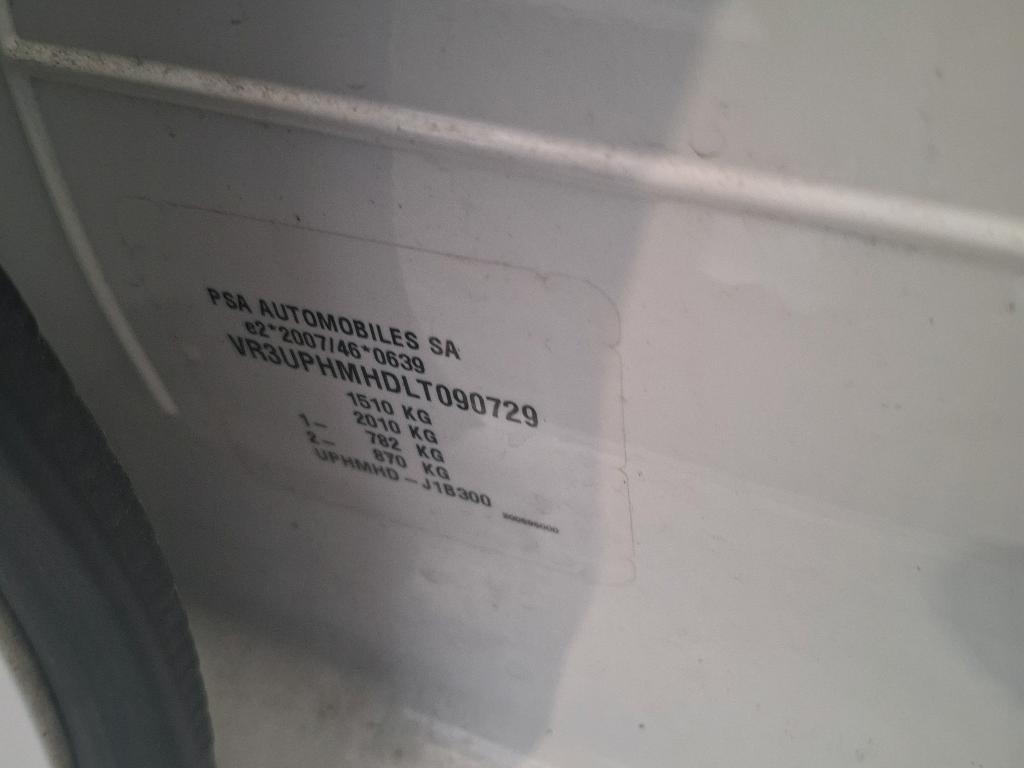 PSA AUTOMOBILES SA
e2*2007/46*0639
VR3UPHMHDLT090729
1510 KG
1– 2010 KG
2– 782 KG
870 KG
UPHMHD–J1B300